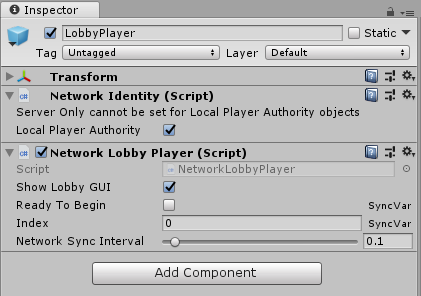 Inspector
LobbyPlayer Static
Tag Untagged Layer Default
Transform
Network Identity (Script)
Server Only cannot be set for Local Player Authority objects
Local Player Authority
Network Lobby Player (Script)
Script NetworkLobbyPlayer
Show Lobby GUI
Ready To Begin SyncVar
Index 0 SyncVar
Network Sync Interval 0.1
Add Component